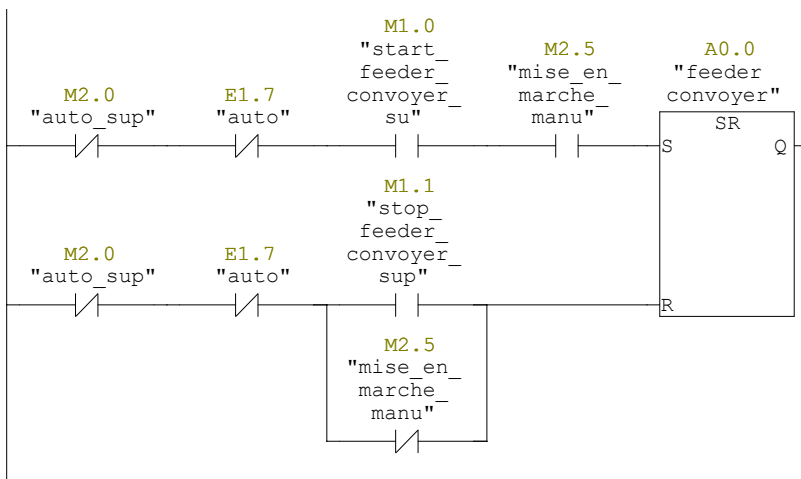 M1.0
"start_
feeder_
convoyer_
su"
M2.5
"mise_en_
marche_
manu"
A0.0
"feeder
convoyer"
M2.0
"auto_sup"
E1.7
"auto"
SR
S
Q
M1.1
"stop_
feeder_
convoyer_
sup"
M2.0
"auto_sup"
E1.7
"auto"
R
M2.5
"mise_en_
marche_
manu"